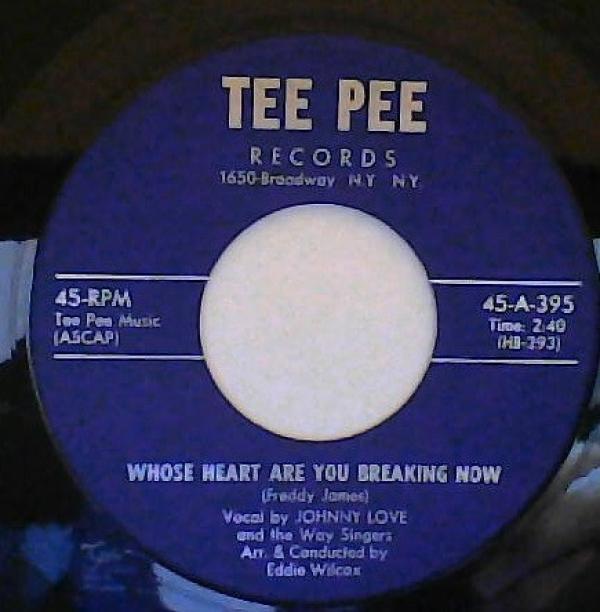 TEE PEE
RECORDS
1650-Broadway N.Y. N.Y.
45-RPM
Tee Pee Music
(ASCAP)
45-A-395
Time: 2:40
(HB-393)
WHOSE HEART ARE YOU BREAKING NOW
(Freddy James)
Vocal by JOHNNY LOVE
and the Way Singers
Arr. & Conducted by
Eddie Wilcox